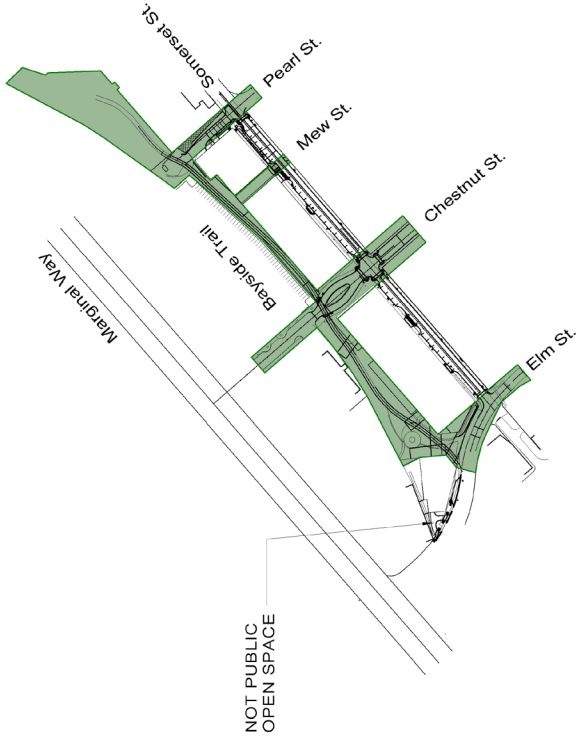 Somerset St.
Pearl St.
Mew St.
Chestnut St.
Bayside Trail
Marginal Way
Elm St.
NOT PUBLIC
OPEN SPACE